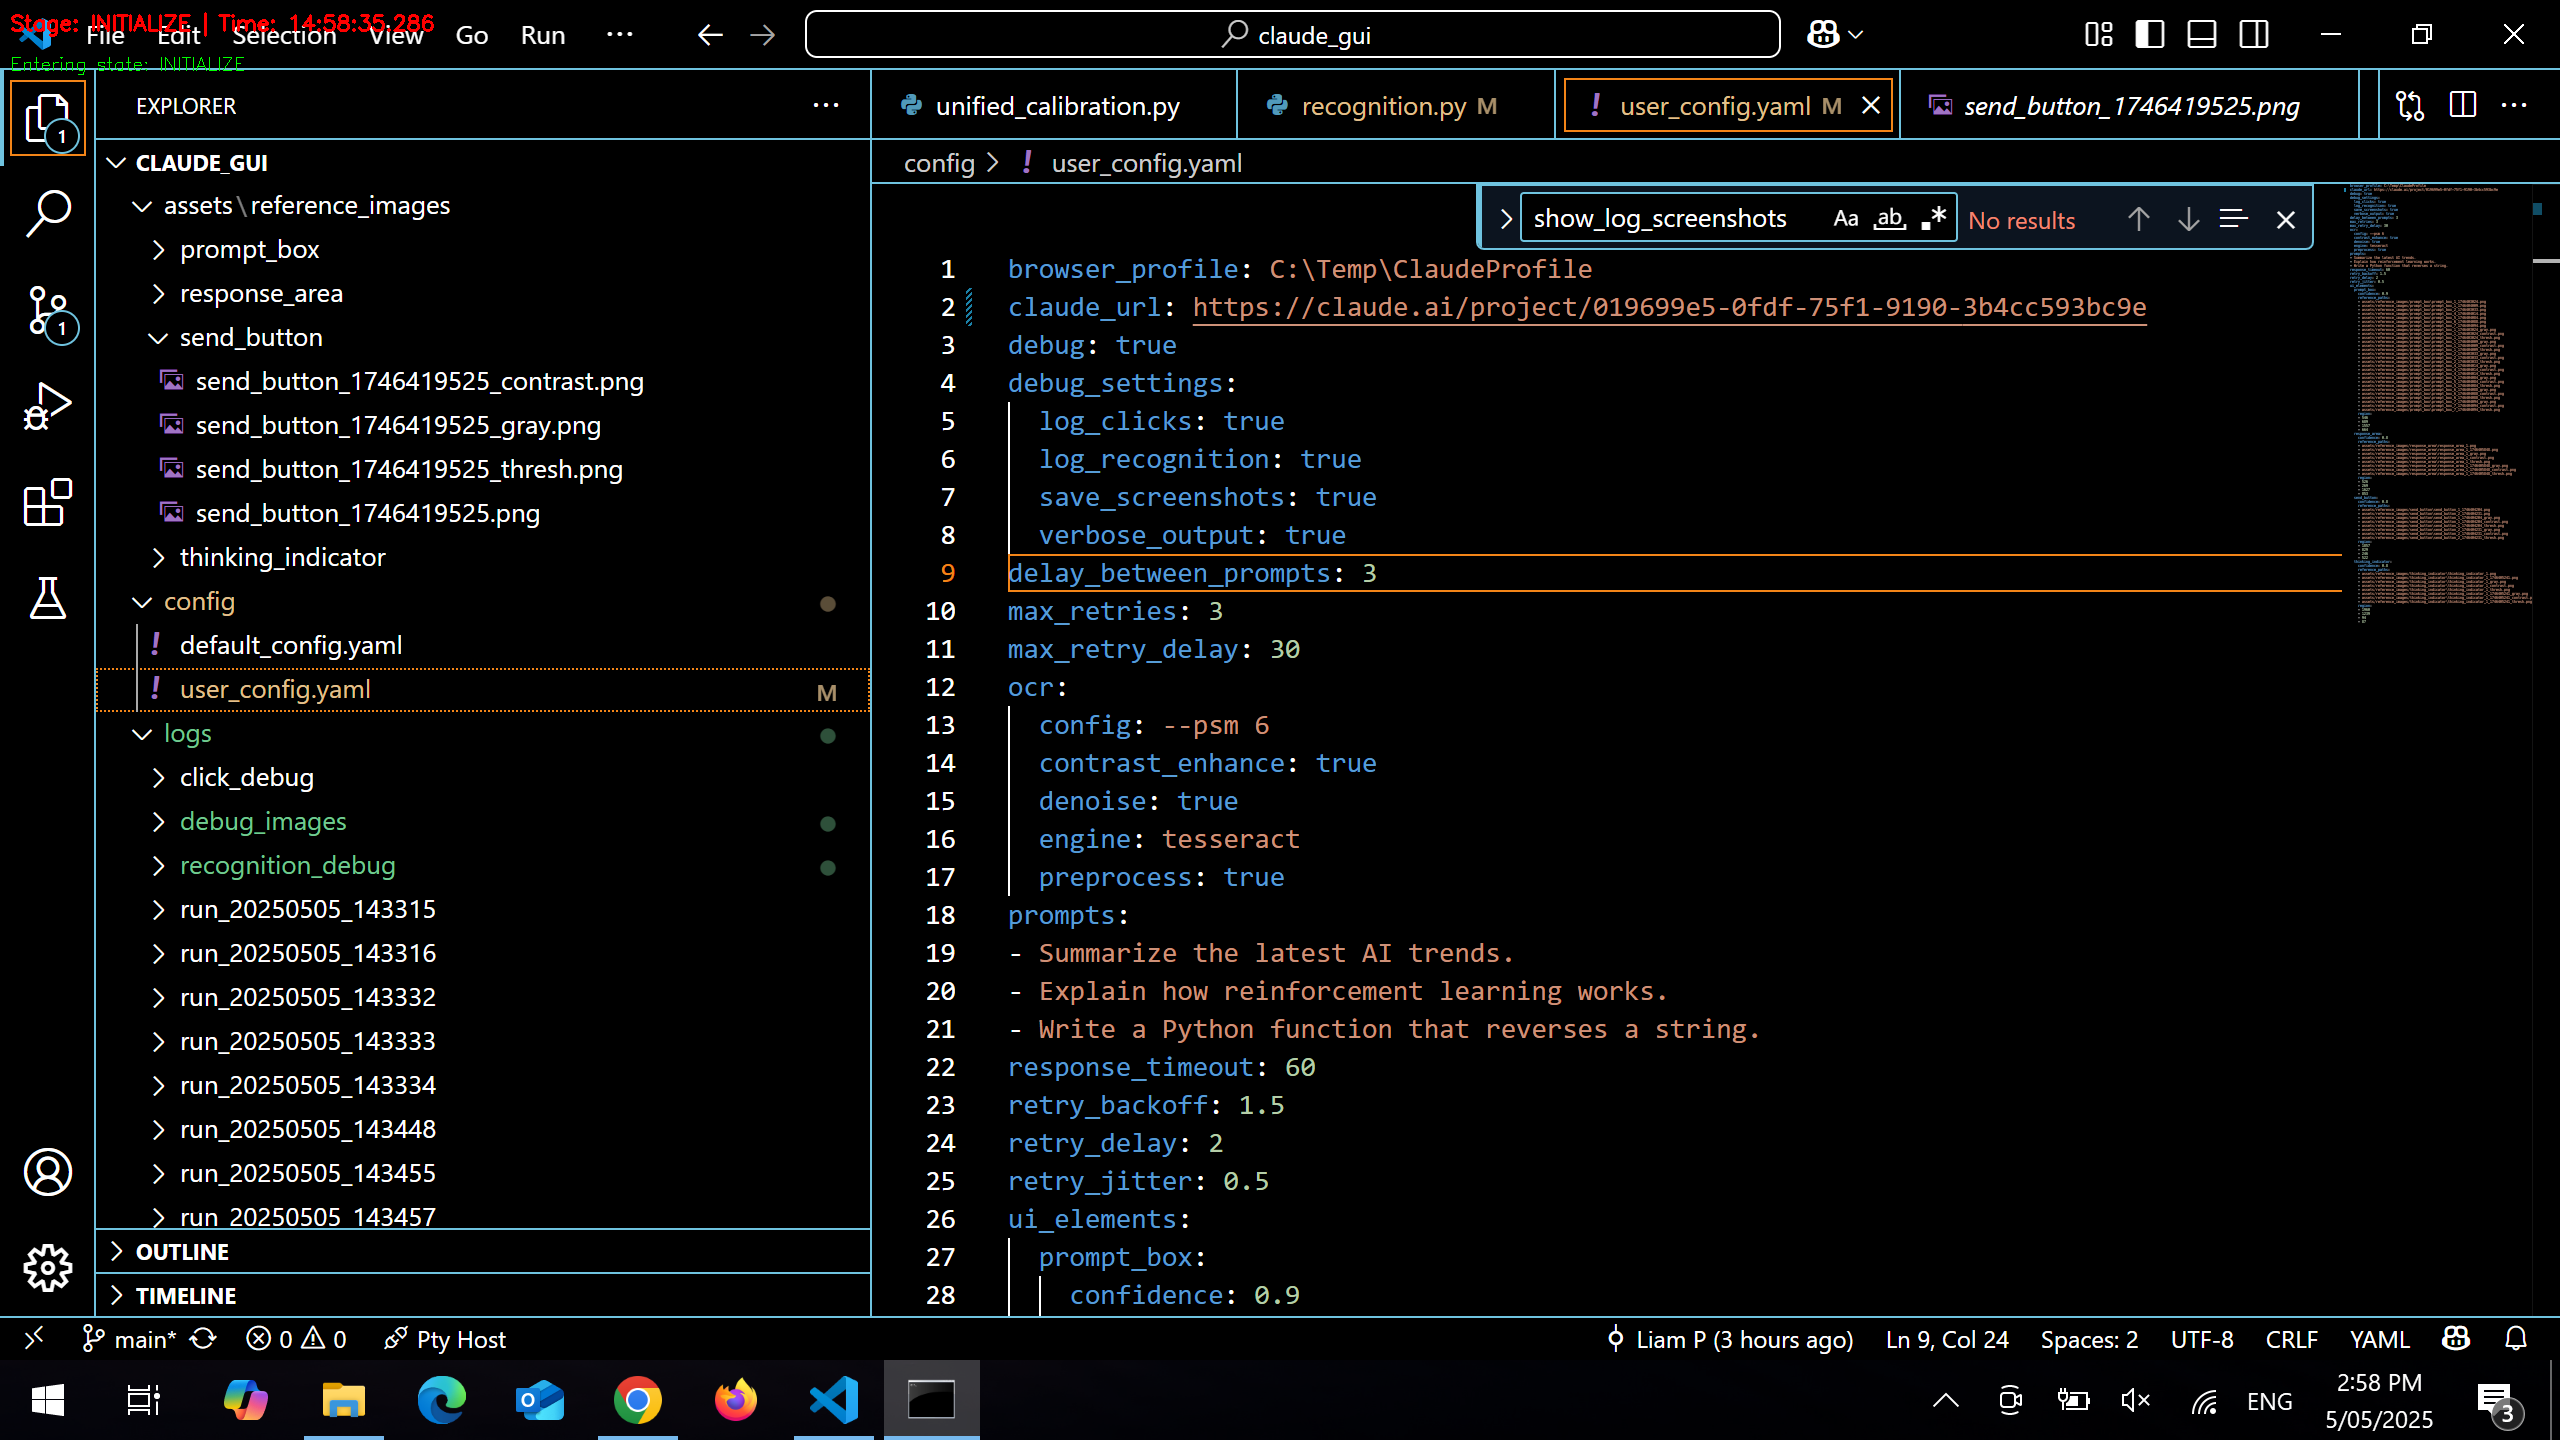 Stage: INITIALIZE | Time: 14:58:35.286
Entering state: INITIALIZE
File Edit Selection View Go Run ···
claude_gui
EXPLORER
CLAUDE_GUI
assets\reference_images
prompt_box
response_area
send_button
send_button_1746419525_contrast.png
send_button_1746419525_gray.png
send_button_1746419525_thresh.png
send_button_1746419525.png
thinking_indicator
config
default_config.yaml
user_config.yaml M
logs
click_debug
debug_images
recognition_debug
run_20250505_143315
run_20250505_143316
run_20250505_143332
run_20250505_143333
run_20250505_143334
run_20250505_143448
run_20250505_143455
run_20250505_143457
OUTLINE
TIMELINE
1
1
unified_calibration.py
recognition.py M
! user_config.yaml M
send_button_1746419525.png
config > ! user_config.yaml
show_log_screenshots Aa ab .* No results
1 browser_profile: C:\Temp\ClaudeProfile
2 claude_url: https://claude.ai/project/019699e5-0fdf-75f1-9190-3b4cc593bc9e
3 debug: true
4 debug_settings:
5 log_clicks: true
6 log_recognition: true
7 save_screenshots: true
8 verbose_output: true
9 delay_between_prompts: 3
10 max_retries: 3
11 max_retry_delay: 30
12 ocr:
13 config: --psm 6
14 contrast_enhance: true
15 denoise: true
16 engine: tesseract
17 preprocess: true
18 prompts:
19 - Summarize the latest AI trends.
20 - Explain how reinforcement learning works.
21 - Write a Python function that reverses a string.
22 response_timeout: 60
23 retry_backoff: 1.5
24 retry_delay: 2
25 retry_jitter: 0.5
26 ui_elements:
27 prompt_box:
28 confidence: 0.9
main* 0 0 Pty Host
Liam P (3 hours ago) Ln 9, Col 24 Spaces: 2 UTF-8 CRLF YAML
ENG
2:58 PM
5/05/2025
3